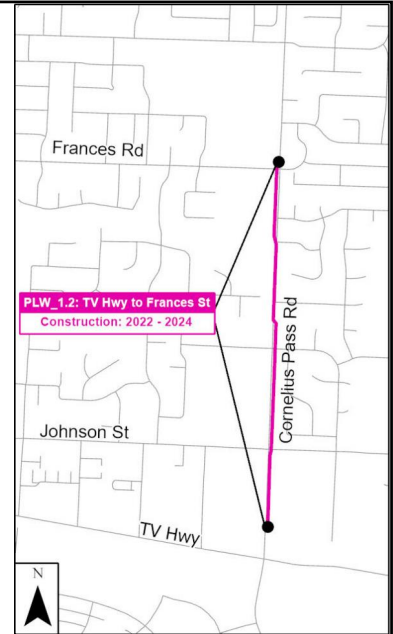 Frances Rd
PLW_1.2: TV Hwy to Frances St
Construction: 2022 - 2024
Cornelius Pass Rd
Johnson St
TV Hwy
N